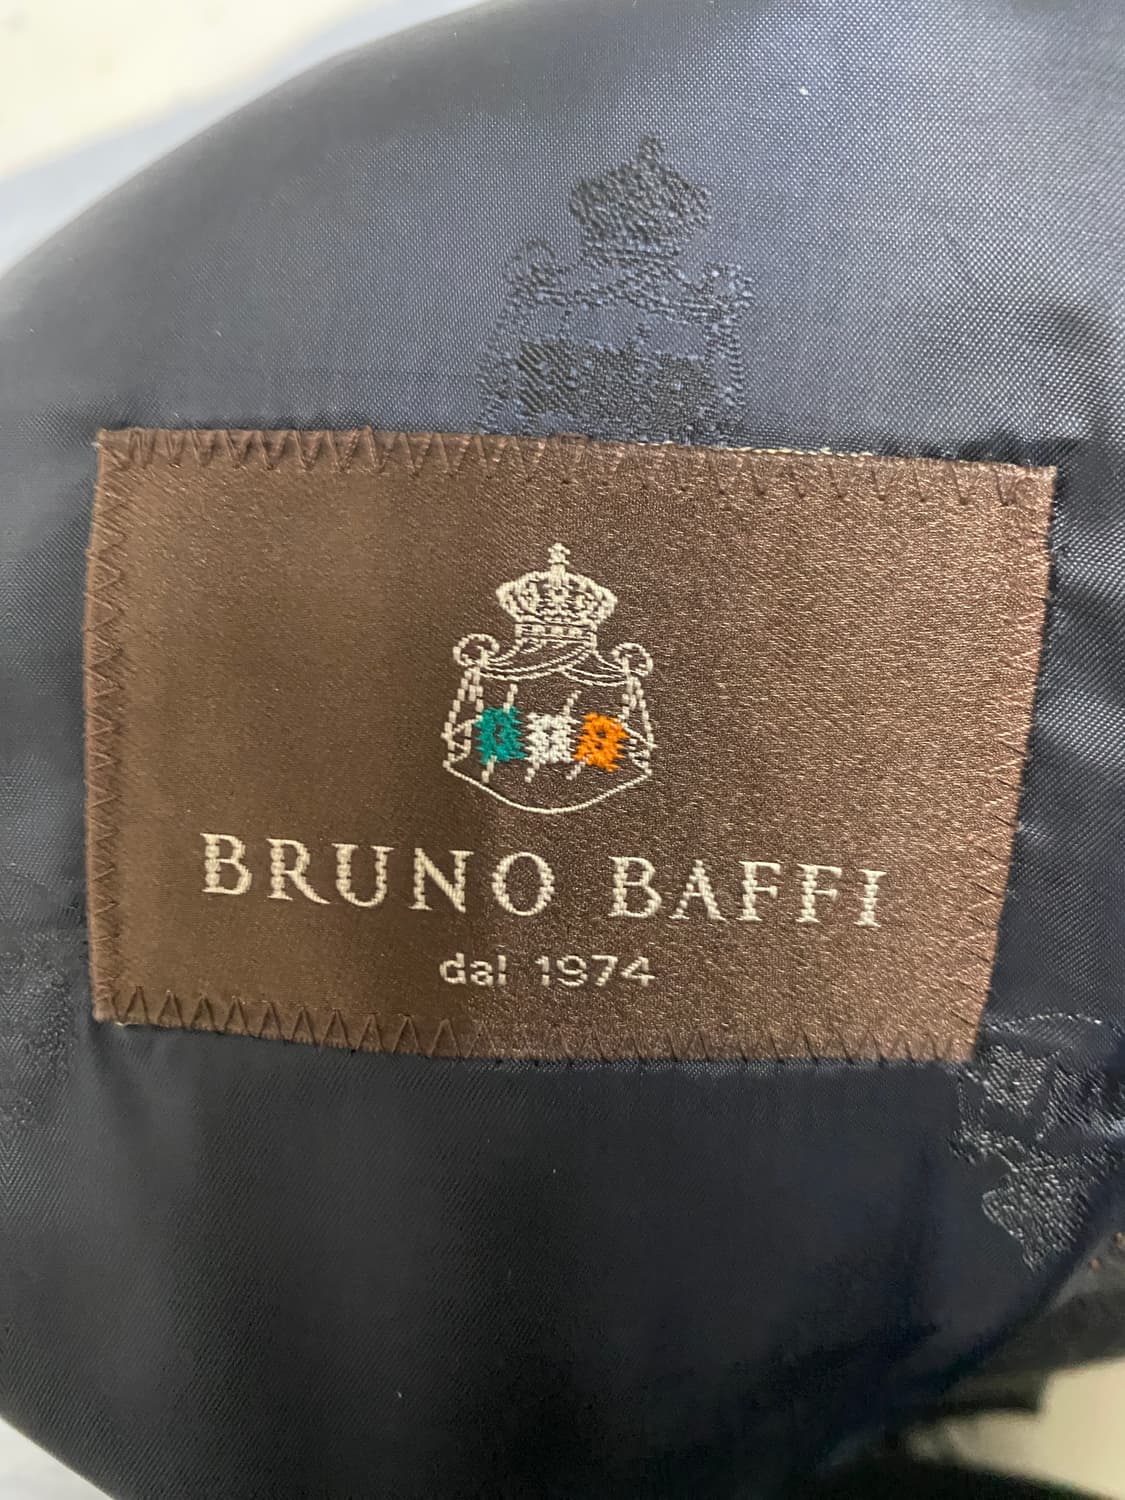 BRUNO BAFFI
dal 1974